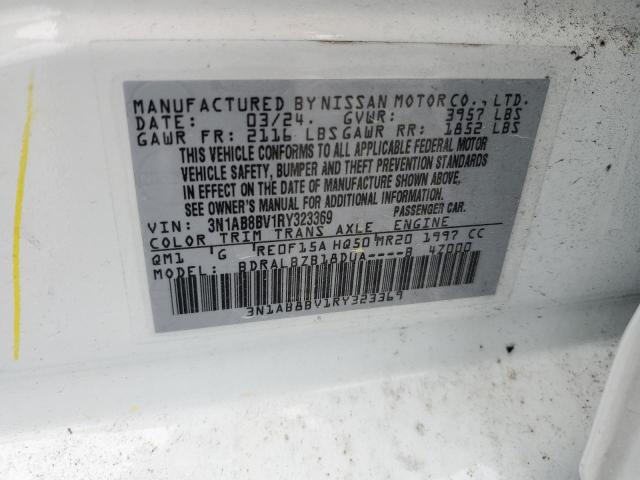 MANUFACTURED BY NISSAN MOTOR CO., LTD.
DATE: 03/24. GVWR: 3957 LBS
GAWR FR: 2116 LBS GAWR RR: 1852 LBS
THIS VEHICLE CONFORMS TO ALL APPLICABLE FEDERAL MOTOR
VEHICLE SAFETY, BUMPER AND THEFT PREVENTION STANDARDS
IN EFFECT ON THE DATE OF MANUFACTURE SHOWN ABOVE.
SEE OWNERS MANUAL FOR ADDITIONAL INFORMATION.
VIN: 3N1AB8BV1RY323369 PASSENGER CAR.
COLOR TRIM TRANS AXLE ENGINE
QM1 'G RE0F15A HQ50 MR20 1997 CC
MODEL: BDRALBZB18DUA----B 4Z000
3N1AB8BV1RY323369